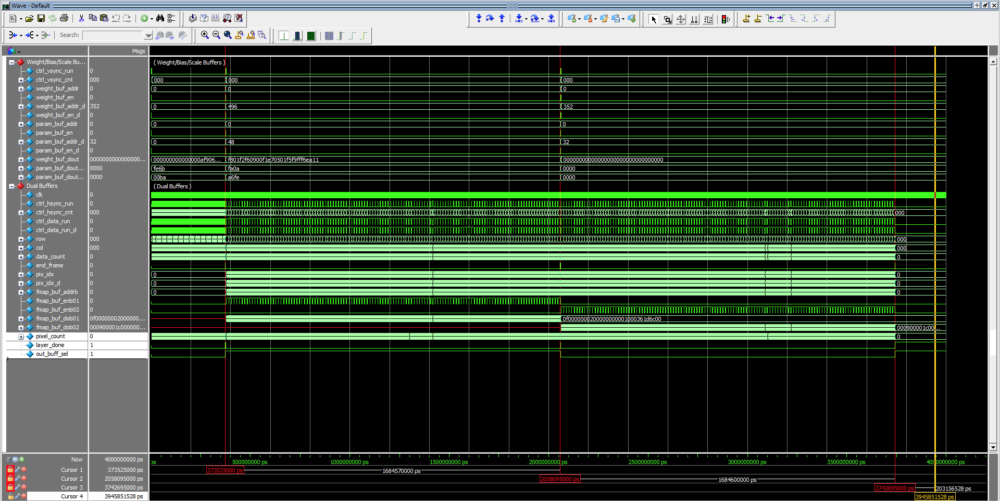 Wave - Default
Search:
Msgs
Weight/Bias/Scale Bu...
( Weight/Bias/Scale Buffers )
ctrl_vsync_run 0
ctrl_vsync_cnt 000 000 000 000
weight_buf_addr 0 0 0 0
weight_buf_en 0
weight_buf_addr_d 352 0 496 352
weight_buf_en_d 0
param_buf_addr 0 0 0 0
param_buf_en 0
param_buf_addr_d 32 0 48 32
param_buf_en_d 0
weight_buf_dout 0000000000000000... 000000000000000af906... f801f2f60900f1e70501f5f9fff6ea11 00000000000000000000000000000000
param_buf_dout... 0000 fe6b fa0a 0000
param_buf_dout... 0000 00ba a6fe 0000
Dual Buffers ( Dual Buffers )
clk 0
ctrl_hsync_run 0
ctrl_hsync_cnt 000 000
ctrl_data_run 0
ctrl_data_run_d 0
row 000 000
col 000 000
data_count 0 0
end_frame 0
pix_idx 0 0 0
pix_idx_d 0 0 0
fmap_buf_addrb 0 0 0
fmap_buf_enb01 0
fmap_buf_enb02 0
fmap_buf_dob01 0f00000002000000... 0f0000000200000000001000361d6c00
fmap_buf_dob02 000900001c000000... 000900001c00...
pixel_count 0 0
layer_done 1
out_buff_sel 1
Now 4000000000 ps
ps 500000000 ps 1000000000 ps 1500000000 ps 2000000000 ps 2500000000 ps 3000000000 ps 3500000000 ps 4000000000 ps
Cursor 1 373525000 ps 373525000 ps 1684570000 ps
Cursor 2 2058095000 ps 2058095000 ps 1684600000 ps
Cursor 3 3742695000 ps 3742695000 ps 203156528 ps
Cursor 4 3945851528 ps 3945851528 ps